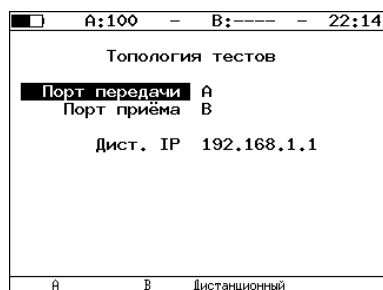 A:100 – B:---- – 22:14
Топология тестов
Порт передачи A
Порт приёма B
Дист. IP 192.168.1.1
A B Дистанционный